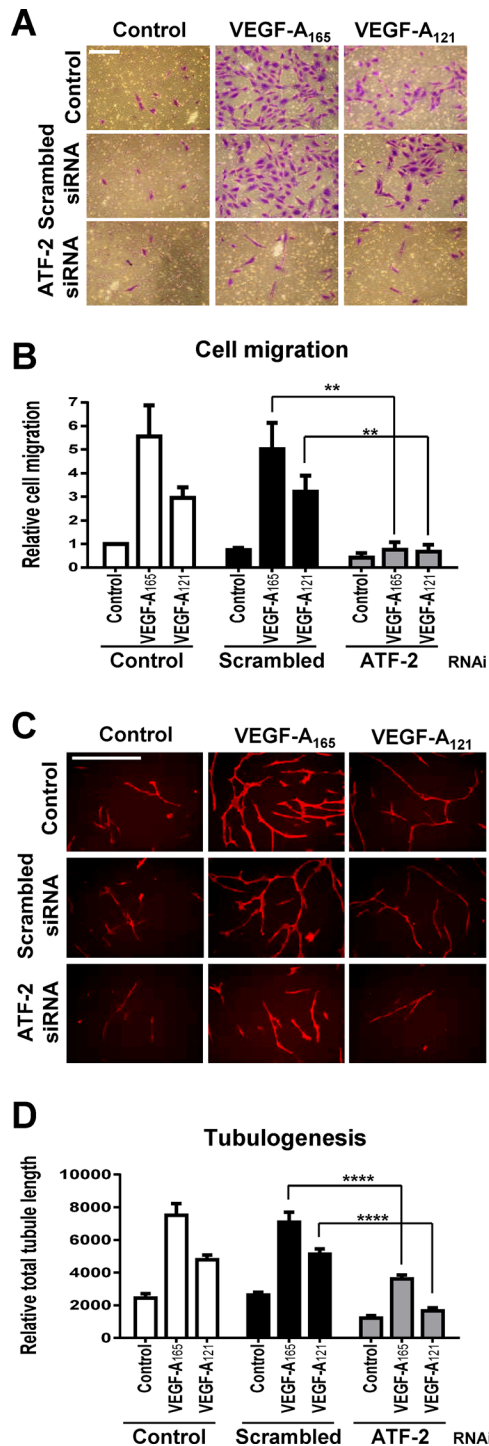 A
Control VEGF-A165 VEGF-A121
Control
Scrambled
siRNA
ATF-2
siRNA
B
Cell migration
Relative cell migration
7
6
5
4
3
2
1
0
**
**
Control VEGF-A165 VEGF-A121 Control VEGF-A165 VEGF-A121 Control VEGF-A165 VEGF-A121
Control Scrambled ATF-2 RNAi
C
Control VEGF-A165 VEGF-A121
Control
Scrambled
siRNA
ATF-2
siRNA
D
Tubulogenesis
Relative total tubule length
10000
8000
6000
4000
2000
0
****
****
Control VEGF-A165 VEGF-A121 Control VEGF-A165 VEGF-A121 Control VEGF-A165 VEGF-A121
Control Scrambled ATF-2 RNAi